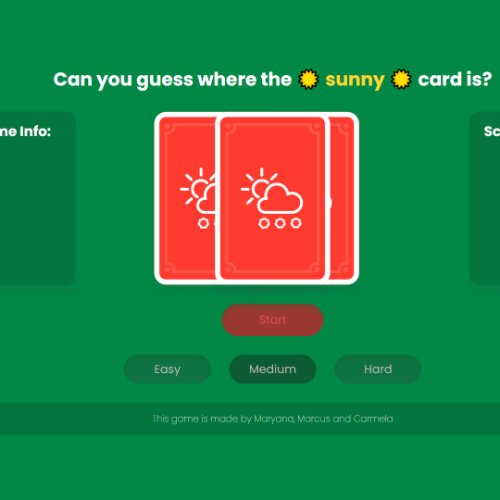 Can you guess where the sunny card is?
me Info:
Sc
Start
Easy Medium Hard
This game is made by Maryana, Marcus and Carmela